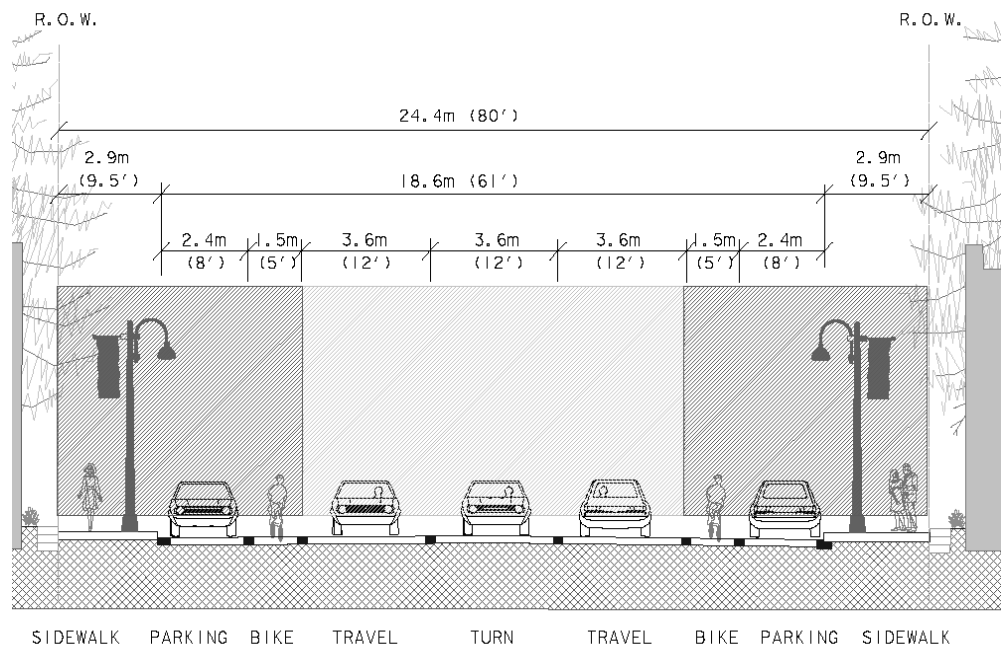 R.O.W. R.O.W.
24.4m (80')
2.9m 2.9m
(9.5') 18.6m (61') (9.5')
2.4m 1.5m 3.6m 3.6m 3.6m 1.5m 2.4m
(8') (5') (12') (12') (12') (5') (8')
SIDEWALK PARKING BIKE TRAVEL TURN TRAVEL BIKE PARKING SIDEWALK